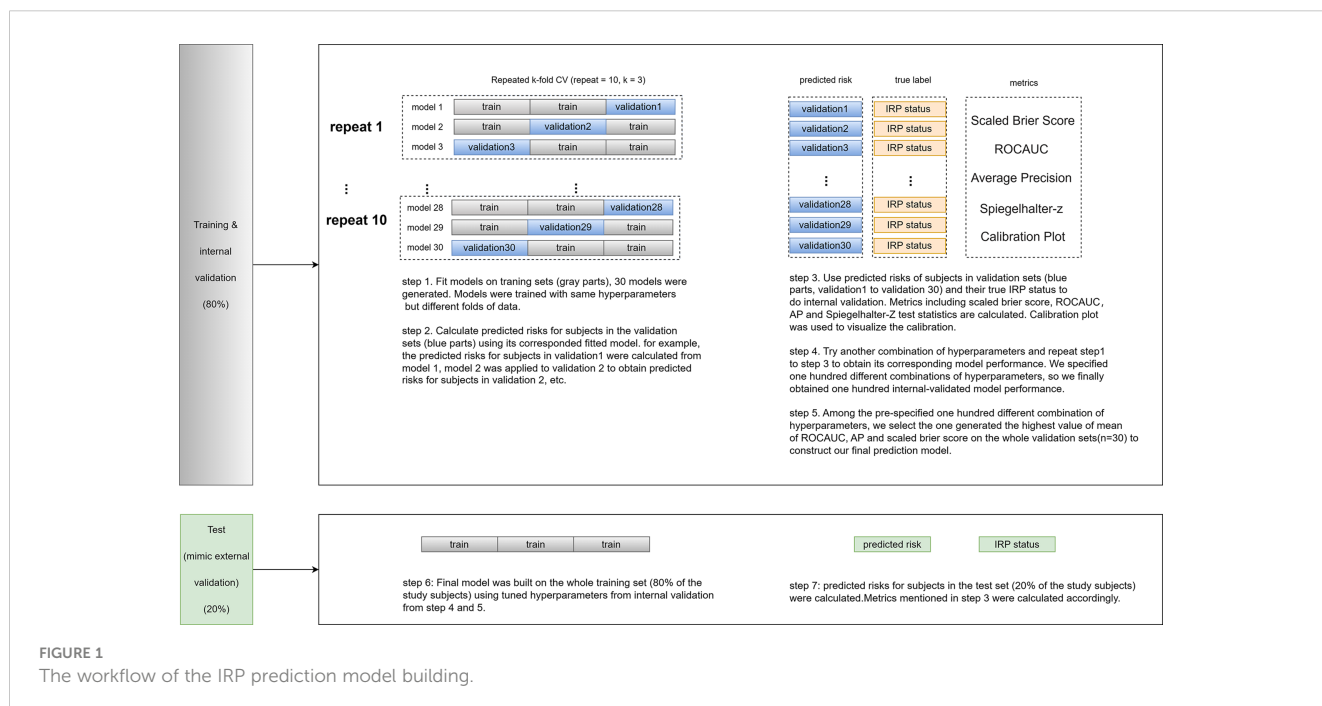 Training &
internal
validation
(80%)
Repeated k-fold CV (repeat = 10, k = 3)
repeat 1
model 1 train train validation1
model 2 train validation2 train
model 3 validation3 train train
⋮ ⋮ ⋮
repeat 10
model 28 train train validation28
model 29 train validation29 train
model 30 validation30 train train
step 1. Fit models on traning sets (gray parts), 30 models were
generated. Models were trained with same hyperparameters
but different folds of data.
step 2. Calculate predicted risks for subjects in the validation
sets (blue parts) using its corresponded fitted model. for example,
the predicted risks for subjects in validation1 were calculated from
model 1, model 2 was applied to validation 2 to obtain predicted
risks for subjects in validation 2, etc.
predicted risk true label metrics
validation1 IRP status
validation2 IRP status
validation3 IRP status
⋮ ⋮
validation28 IRP status
validation29 IRP status
validation30 IRP status
Scaled Brier Score
ROCAUC
Average Precision
Spiegelhalter-z
Calibration Plot
step 3. Use predicted risks of subjects in validation sets (blue
parts, validation1 to validation 30) and their true IRP status to
do internal validation. Metrics including scaled brier score, ROCAUC,
AP and Spiegelhalter-Z test statistics are calculated. Calibration plot
was used to visualize the calibration.
step 4. Try another combination of hyperparameters and repeat step1
to step 3 to obtain its corresponding model performance. We specified
one hundred different combinations of hyperparameters, so we finally
obtained one hundred internal-validated model performance.
step 5. Among the pre-specified one hundred different combination of
hyperparameters, we select the one generated the highest value of mean
of ROCAUC, AP and scaled brier score on the whole validation sets(n=30) to
construct our final prediction model.
Test
(mimic external
validation)
(20%)
train train train
step 6: Final model was built on the whole training set (80% of the
study subjects) using tuned hyperparameters from internal validation
from step 4 and 5.
predicted risk IRP status
step 7: predicted risks for subjects in the test set (20% of the study subjects)
were calculated.Metrics mentioned in step 3 were calculated accordingly.
FIGURE 1
The workflow of the IRP prediction model building.